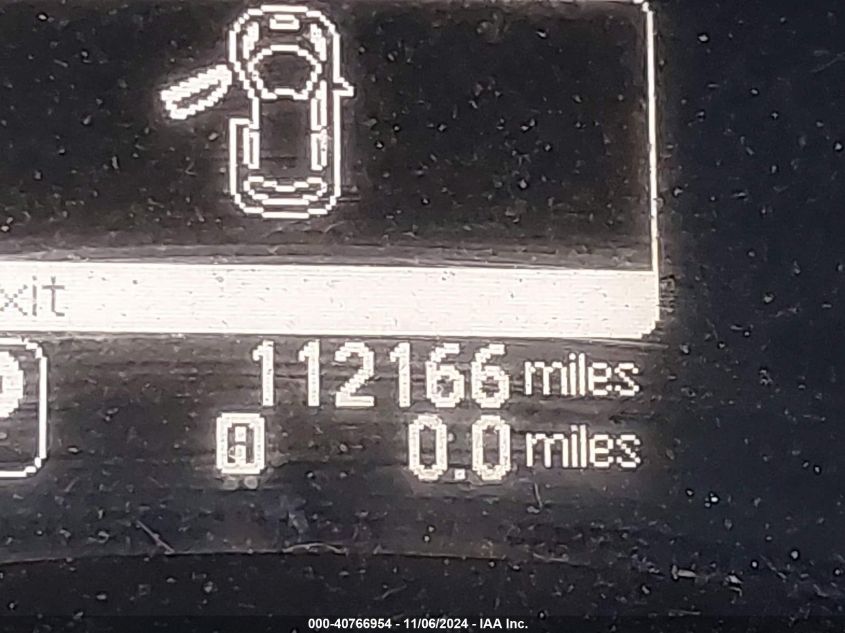 xit
112166 miles
0.0 miles
000-40766954 - 11/06/2024 - IAA Inc.